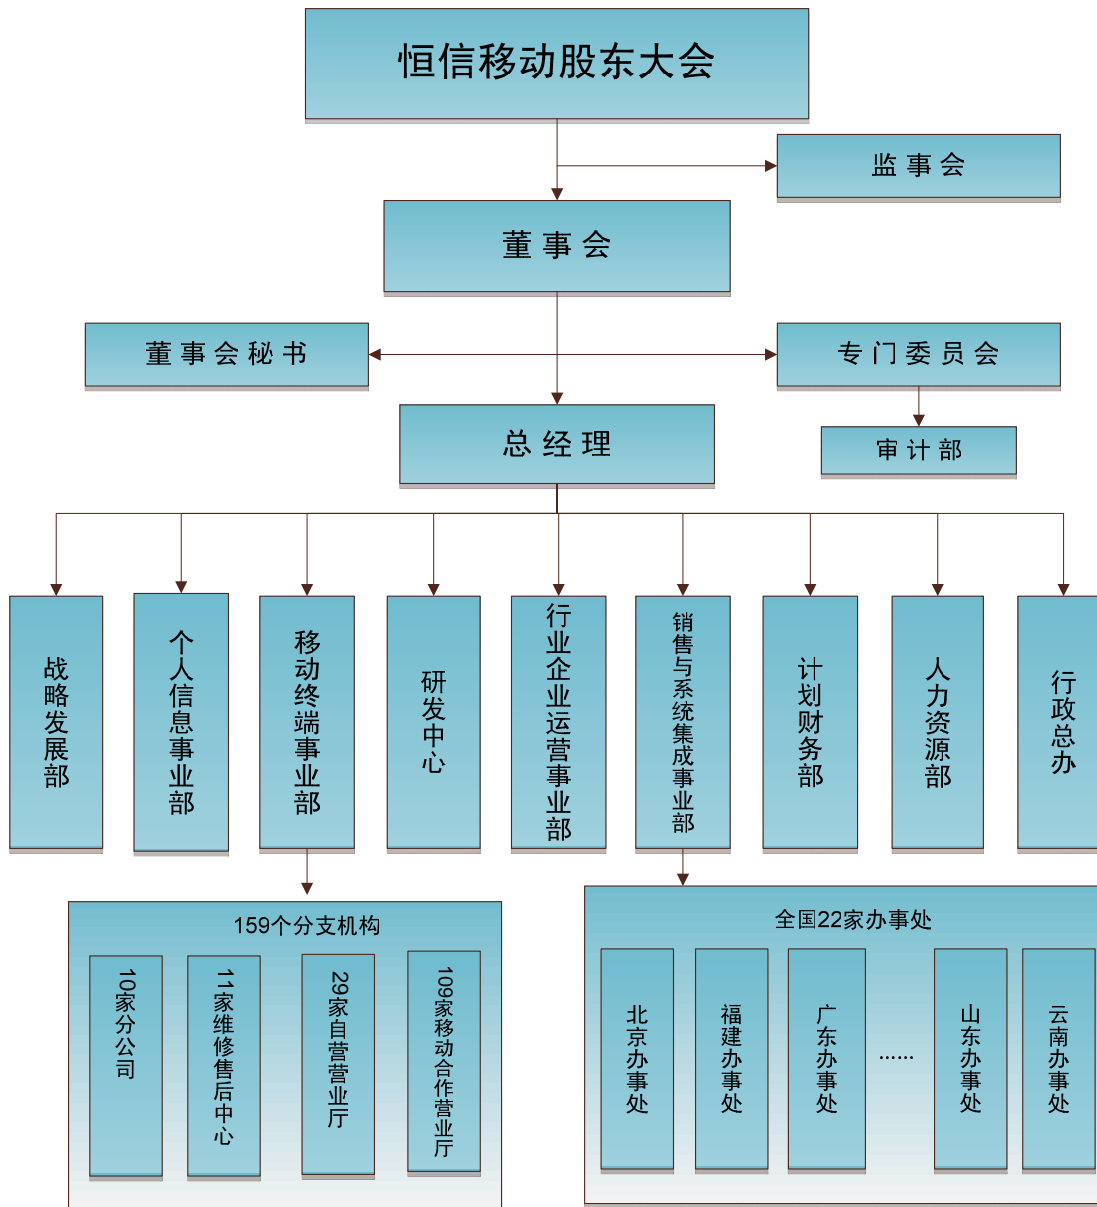 恒信移动股东大会
监事会
董事会
董事会秘书
专门委员会
总经理
审计部
战略发展部
个人信息事业部
移动终端事业部
研发中心
行业企业运营事业部
销售与系统集成事业部
计划财务部
人力资源部
行政总办
159个分支机构
10家分公司
11家维修售后中心
29家自营营业厅
109家移动合作营业厅
全国22家办事处
北京办事处
福建办事处
广东办事处
……
山东办事处
云南办事处